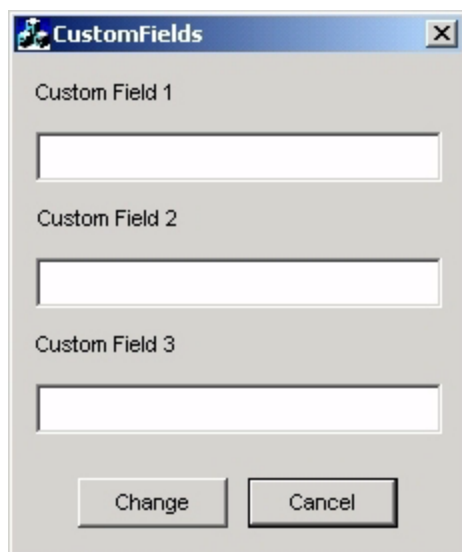 CustomFields
Custom Field 1
Custom Field 2
Custom Field 3
Change Cancel